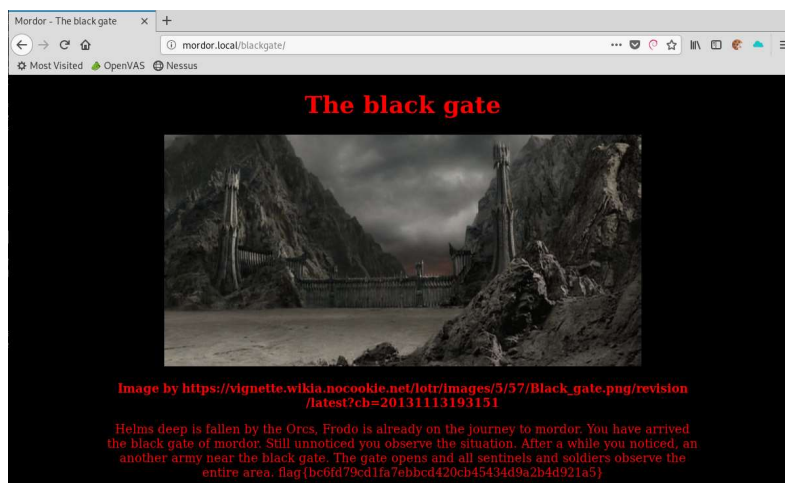 Mordor - The black gate
mordor.local/blackgate/
Most Visited OpenVAS Nessus
The black gate
Image by https://vignette.wikia.nocookie.net/lotr/images/5/57/Black_gate.png/revision
/latest?cb=20131113193151
Helms deep is fallen by the Orcs, Frodo is already on the journey to mordor. You have arrived
the black gate of mordor. Still unnoticed you observe the situation. After a while you noticed, an
another army near the black gate. The gate opens and all sentinels and soldiers observe the
entire area. flag{bc6fd79cd1fa7ebbcd420cb45434d9a2b4d921a5}